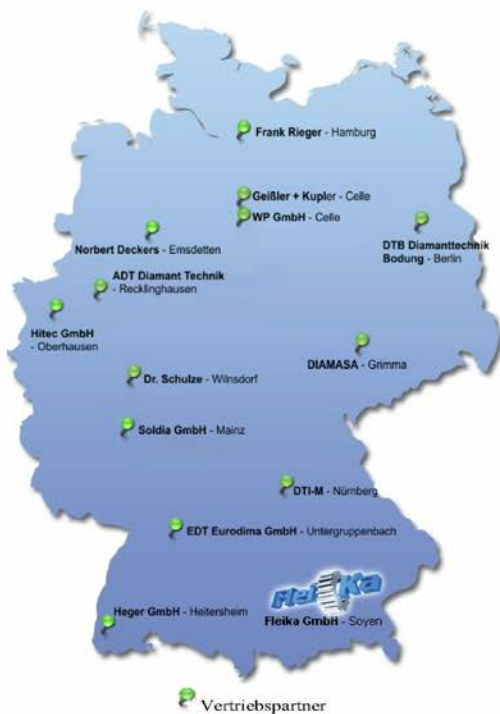 Frank Rieger - Hamburg
Geißler + Kupler - Celle
WP GmbH - Celle
Norbert Deckers - Emsdetten
DTB Diamanttechnik
Bodung - Berlin
ADT Diamant Technik
- Recklinghausen
Hitec GmbH
- Oberhausen
DIAMASA - Grimma
Dr. Schulze - Wilnsdorf
Soldia GmbH - Mainz
DTI-M - Nürnberg
EDT Eurodima GmbH - Untergruppenbach
FleiKa
Heger GmbH - Heitersheim
Fleika GmbH - Soyen
Vertriebspartner